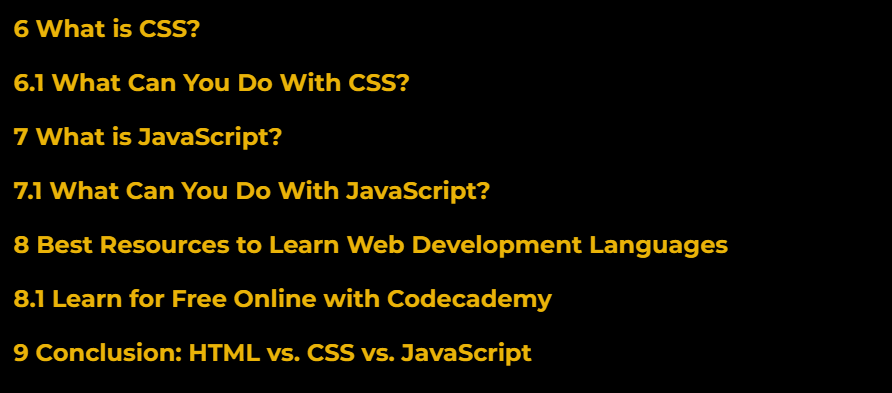 6 What is CSS?
6.1 What Can You Do With CSS?
7 What is JavaScript?
7.1 What Can You Do With JavaScript?
8 Best Resources to Learn Web Development Languages
8.1 Learn for Free Online with Codecademy
9 Conclusion: HTML vs. CSS vs. JavaScript